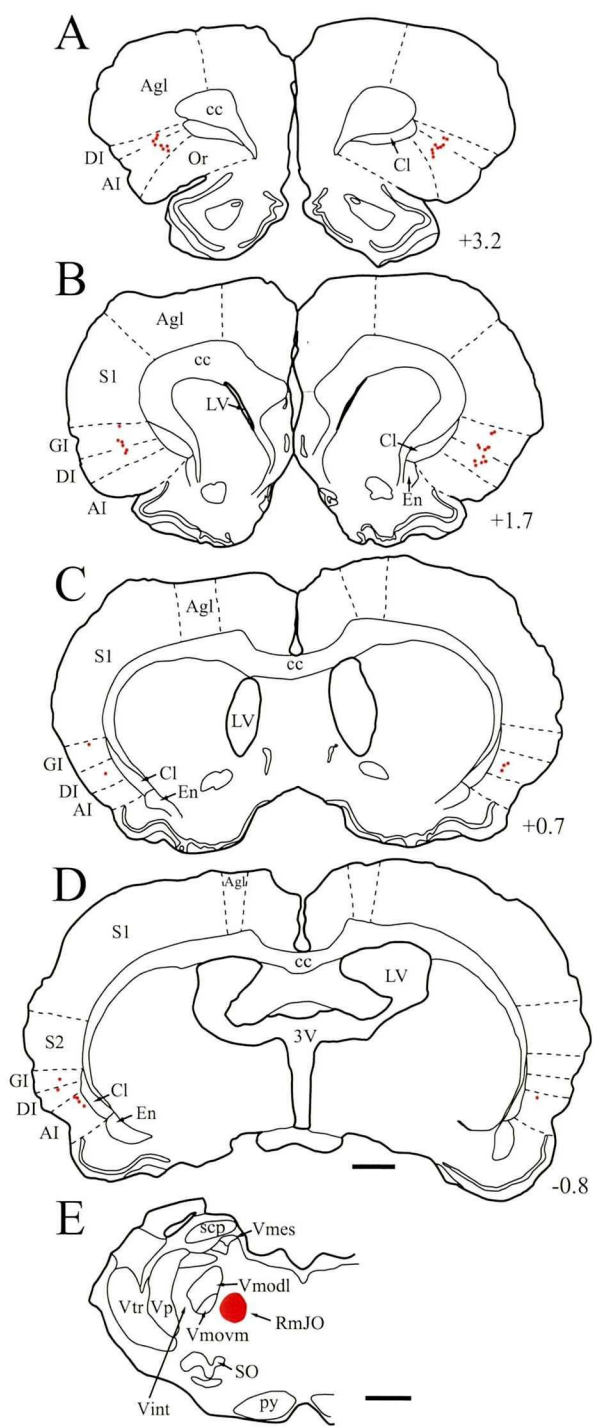 A
Agl
cc
DI
Or
Cl
AI
+3.2
B
Agl
cc
S1
LV
Cl
GI
DI
En
AI
+1.7
C
Agl
S1
cc
LV
GI
Cl
DI
En
AI
+0.7
D
Agl
S1
cc
LV
3V
S2
GI
Cl
DI
En
AI
-0.8
E
scp
Vmes
Vmodl
Vtr
Vp
RmJO
Vmovm
SO
Vint
py